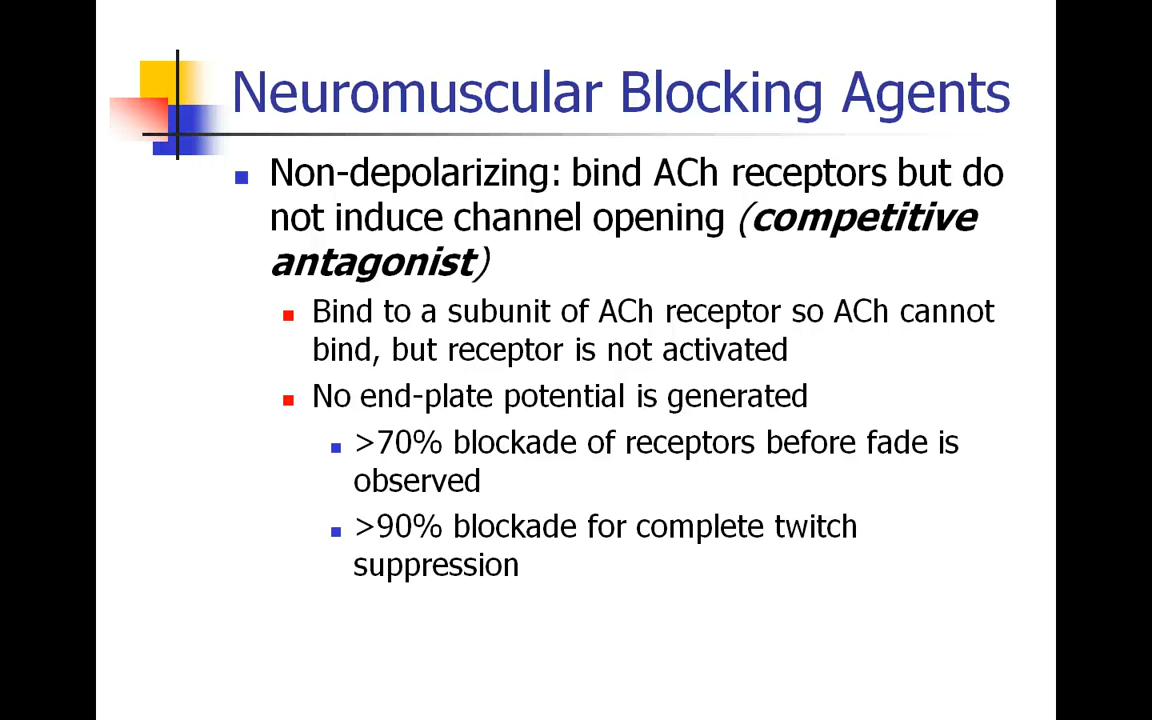 Neuromuscular Blocking Agents
Non-depolarizing: bind ACh receptors but do
not induce channel opening (competitive
antagonist)
Bind to a subunit of ACh receptor so ACh cannot
bind, but receptor is not activated
No end-plate potential is generated
>70% blockade of receptors before fade is
observed
>90% blockade for complete twitch
suppression